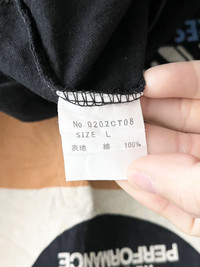 No.0202CT08
SIZE L
表地 綿 100%
PERFORMANCE